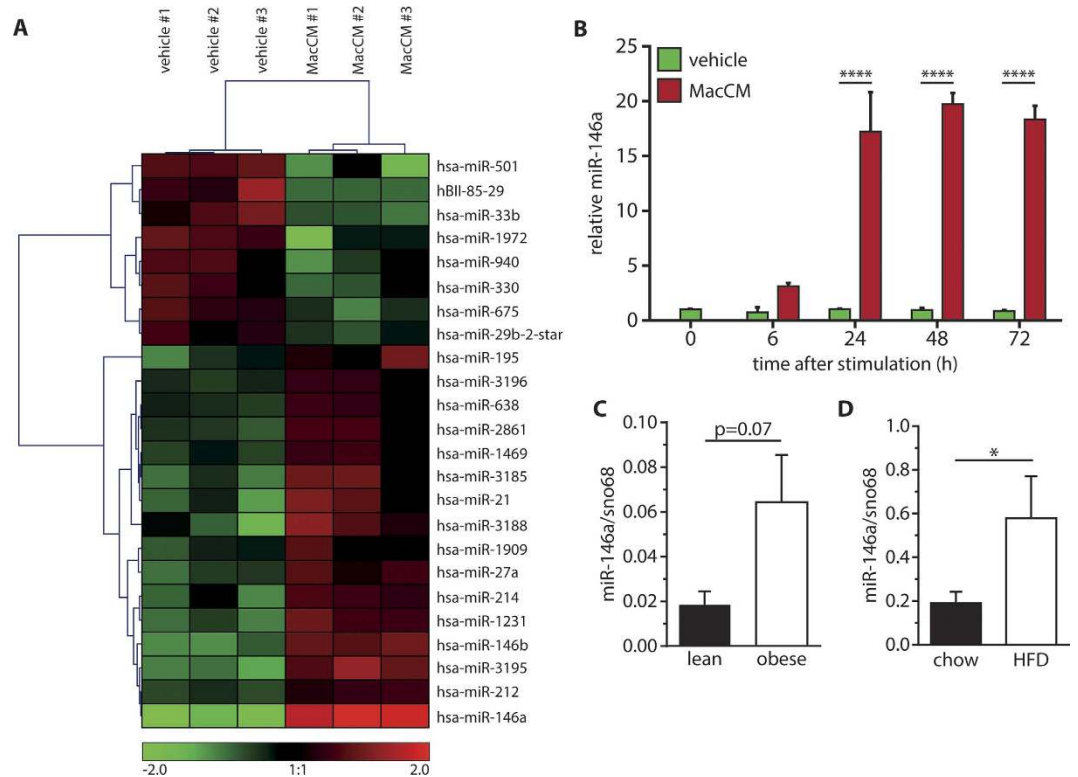 A
vehicle #1
vehicle #2
vehicle #3
MacCM #1
MacCM #2
MacCM #3
hsa-miR-501
hBII-85-29
hsa-miR-33b
hsa-miR-1972
hsa-miR-940
hsa-miR-330
hsa-miR-675
hsa-miR-29b-2-star
hsa-miR-195
hsa-miR-3196
hsa-miR-638
hsa-miR-2861
hsa-miR-1469
hsa-miR-3185
hsa-miR-21
hsa-miR-3188
hsa-miR-1909
hsa-miR-27a
hsa-miR-214
hsa-miR-1231
hsa-miR-146b
hsa-miR-3195
hsa-miR-212
hsa-miR-146a
-2.0 1:1 2.0
B
relative miR-146a
25
20
15
10
5
0
vehicle
MacCM
**** **** ****
0 6 24 48 72
time after stimulation (h)
C
miR-146a/sno68
0.10
0.08
0.06
0.04
0.02
0.00
p=0.07
lean obese
D
miR-146a/sno68
1.0
0.8
0.6
0.4
0.2
0.0
*
chow HFD